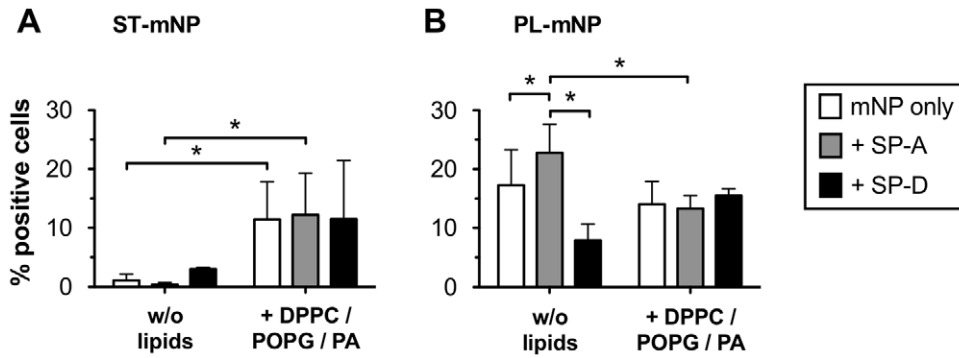 A ST-mNP
B PL-mNP
% positive cells
30
20
10
0
* *
w/o
lipids
+ DPPC /
POPG / PA
30
20
10
0
* * *
w/o
lipids
+ DPPC /
POPG / PA
mNP only
+ SP-A
+ SP-D